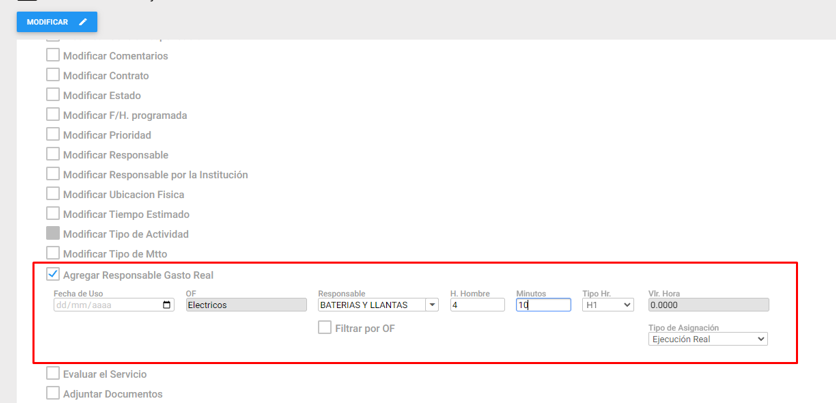 MODIFICAR
Modificar Comentarios
Modificar Contrato
Modificar Estado
Modificar F/H. programada
Modificar Prioridad
Modificar Responsable
Modificar Responsable por la Institución
Modificar Ubicacion Fisica
Modificar Tiempo Estimado
Modificar Tipo de Actividad
Modificar Tipo de Mtto
Agregar Responsable Gasto Real
Fecha de Uso OF Responsable H. Hombre Minutos Tipo Hr. Vlr. Hora
dd/mm/aaaa Electricos BATERIAS Y LLANTAS 4 10 H1 0.0000
Filtrar por OF Tipo de Asignación
Ejecución Real
Evaluar el Servicio
Adjuntar Documentos